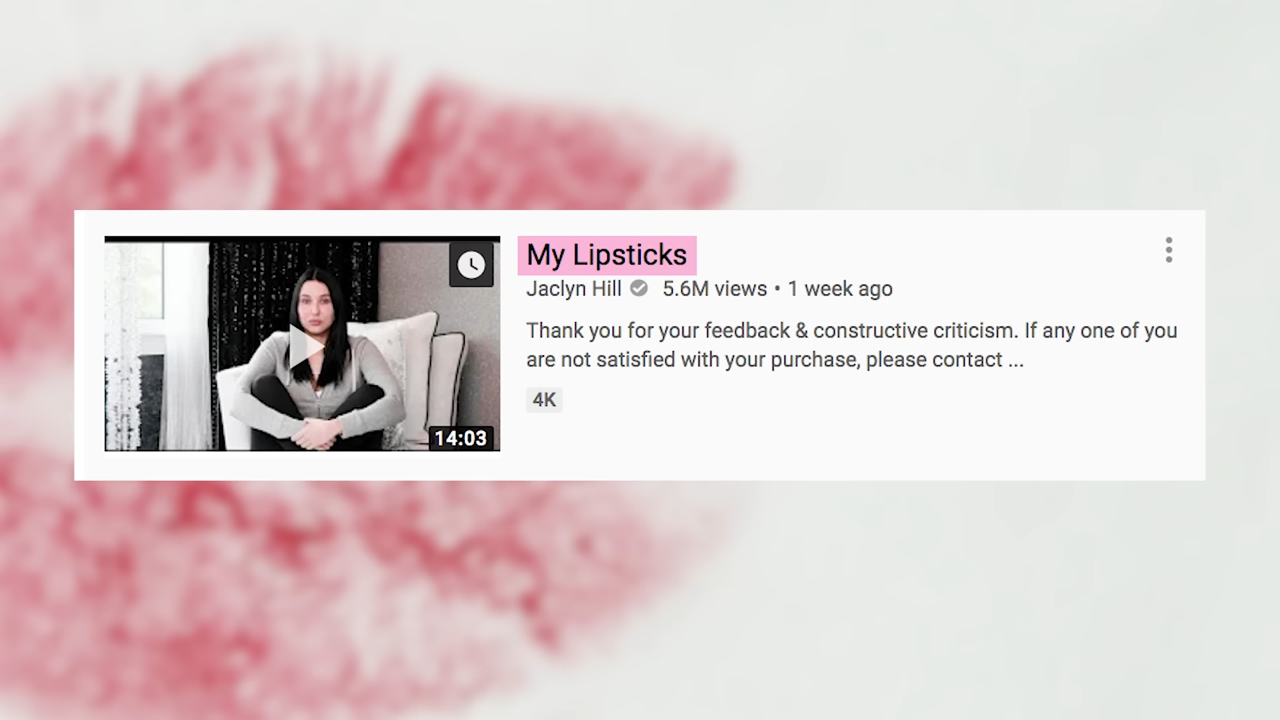 My Lipsticks
Jaclyn Hill 5.6M views • 1 week ago
Thank you for your feedback & constructive criticism. If any one of you
are not satisfied with your purchase, please contact ...
4K
14:03